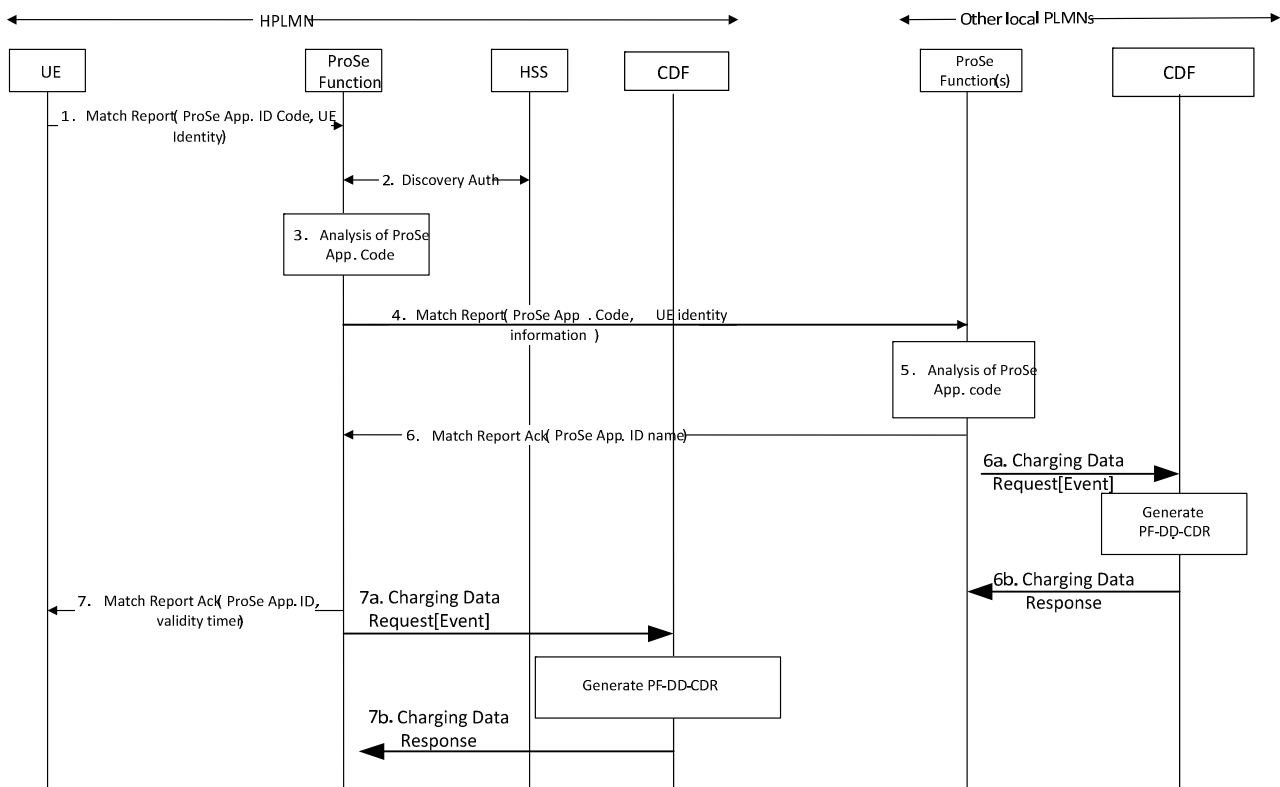 HPLMN
Other local PLMNs
UE
ProSe
Function
HSS
CDF
ProSe
Function(s)
CDF
1. Match Report( ProSe App. ID Code, UE
Identity)
2. Discovery Auth
3. Analysis of ProSe
App. Code
4. Match Report( ProSe App . Code, UE identity
information )
5. Analysis of ProSe
App. code
6. Match Report Ack( ProSe App. ID name)
6a. Charging Data
Request[Event]
Generate
PF-DD-CDR
6b. Charging Data
Response
7. Match Report Ack( ProSe App. ID,
validity timer)
7a. Charging Data
Request[Event]
Generate PF-DD-CDR
7b. Charging Data
Response